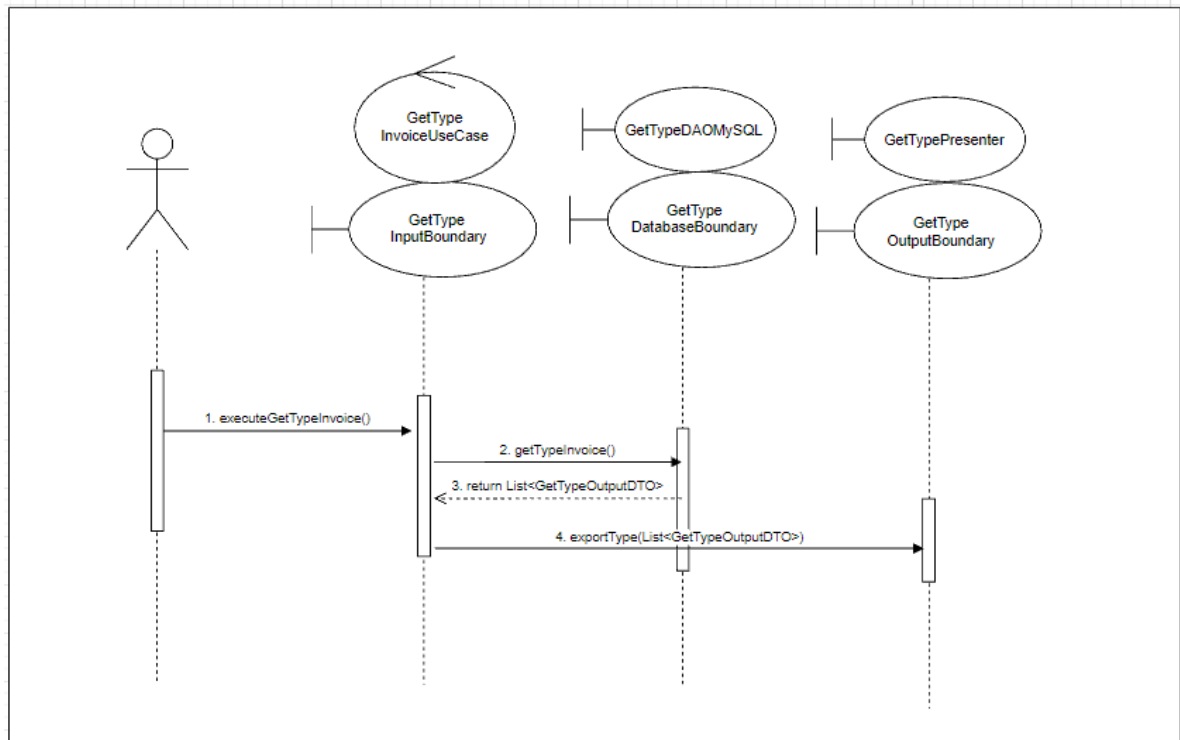 GetType
InvoiceUseCase
GetTypeDAOMySQL
GetTypePresenter
GetType
InputBoundary
GetType
DatabaseBoundary
GetType
OutputBoundary
1. executeGetTypeInvoice()
2. getTypeInvoice()
3. return List<GetTypeOutputDTO>
4. exportType(List<GetTypeOutputDTO>)